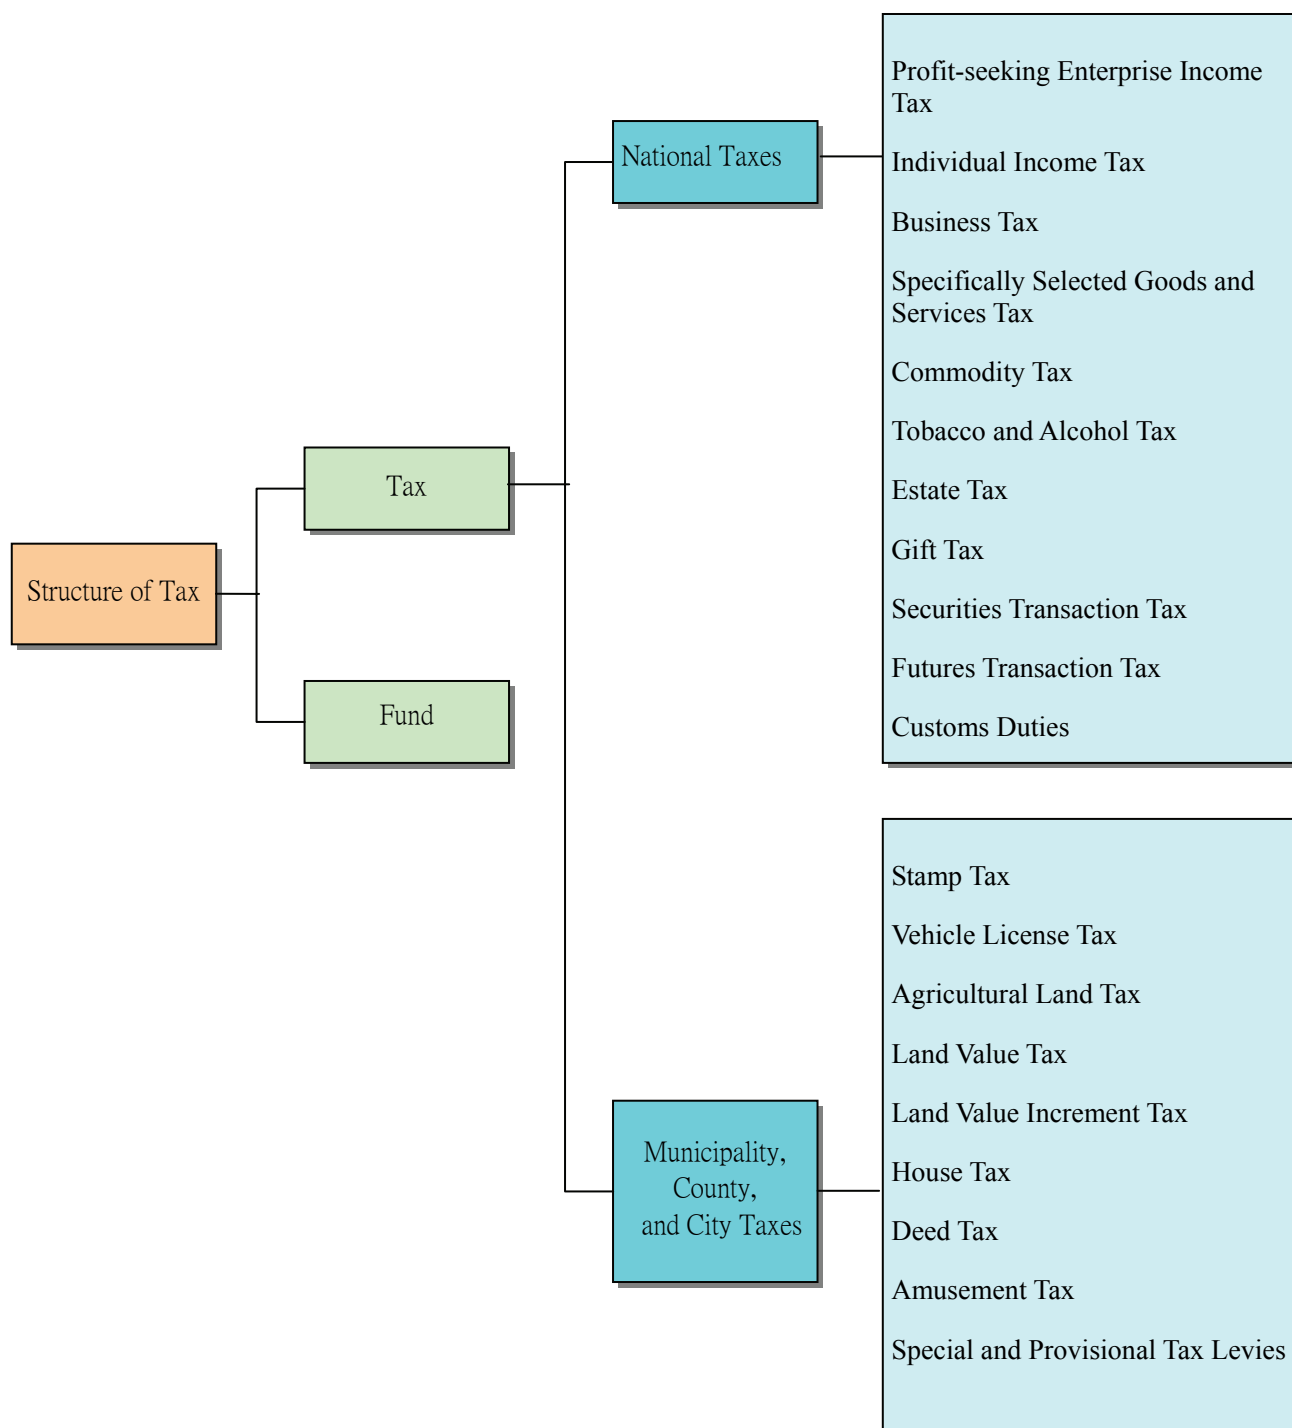 Structure of Tax
Tax
Fund
National Taxes
Profit-seeking Enterprise Income
Tax
Individual Income Tax
Business Tax
Specifically Selected Goods and
Services Tax
Commodity Tax
Tobacco and Alcohol Tax
Estate Tax
Gift Tax
Securities Transaction Tax
Futures Transaction Tax
Customs Duties
Municipality,
County,
and City Taxes
Stamp Tax
Vehicle License Tax
Agricultural Land Tax
Land Value Tax
Land Value Increment Tax
House Tax
Deed Tax
Amusement Tax
Special and Provisional Tax Levies